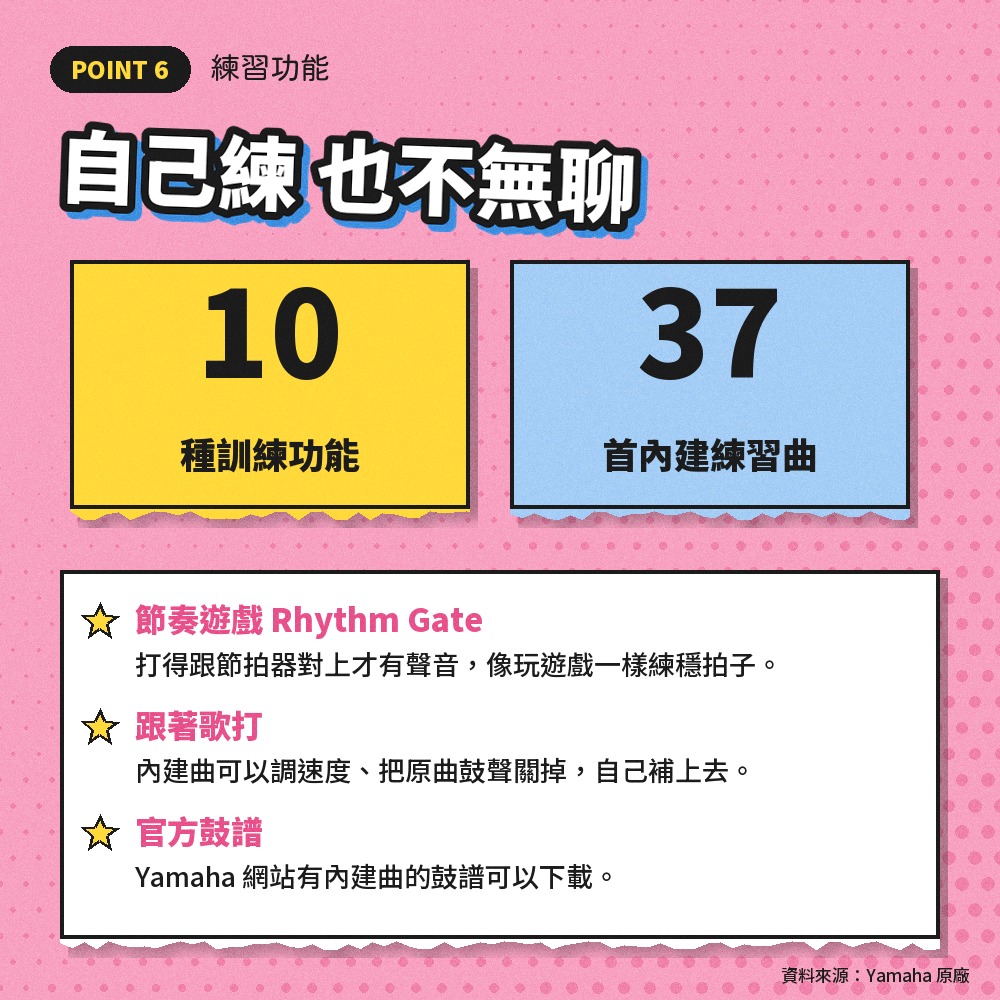 POINT 6 練習功能
自己練 也不無聊
10
種訓練功能
37
首內建練習曲
節奏遊戲 Rhythm Gate
打得跟節拍器對上才有聲音，像玩遊戲一樣練穩拍子。
跟著歌打
內建曲可以調速度、把原曲鼓聲關掉，自己補上去。
官方鼓譜
Yamaha 網站有內建曲的鼓譜可以下載。
資料來源：Yamaha 原廠